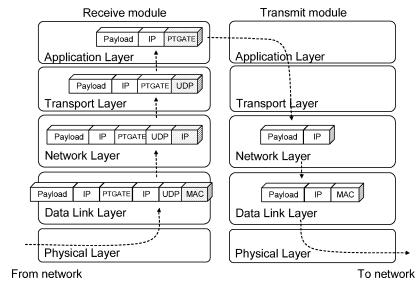 Receive module
Transmit module
Payload IP PTGATE
Application Layer
Application Layer
Payload IP PTGATE UDP
Transport Layer
Transport Layer
Payload IP PTGATE UDP IP
Payload IP
Network Layer
Network Layer
Payload IP PTGATE IP UDP MAC
Payload IP MAC
Data Link Layer
Data Link Layer
Physical Layer
Physical Layer
From network
To network